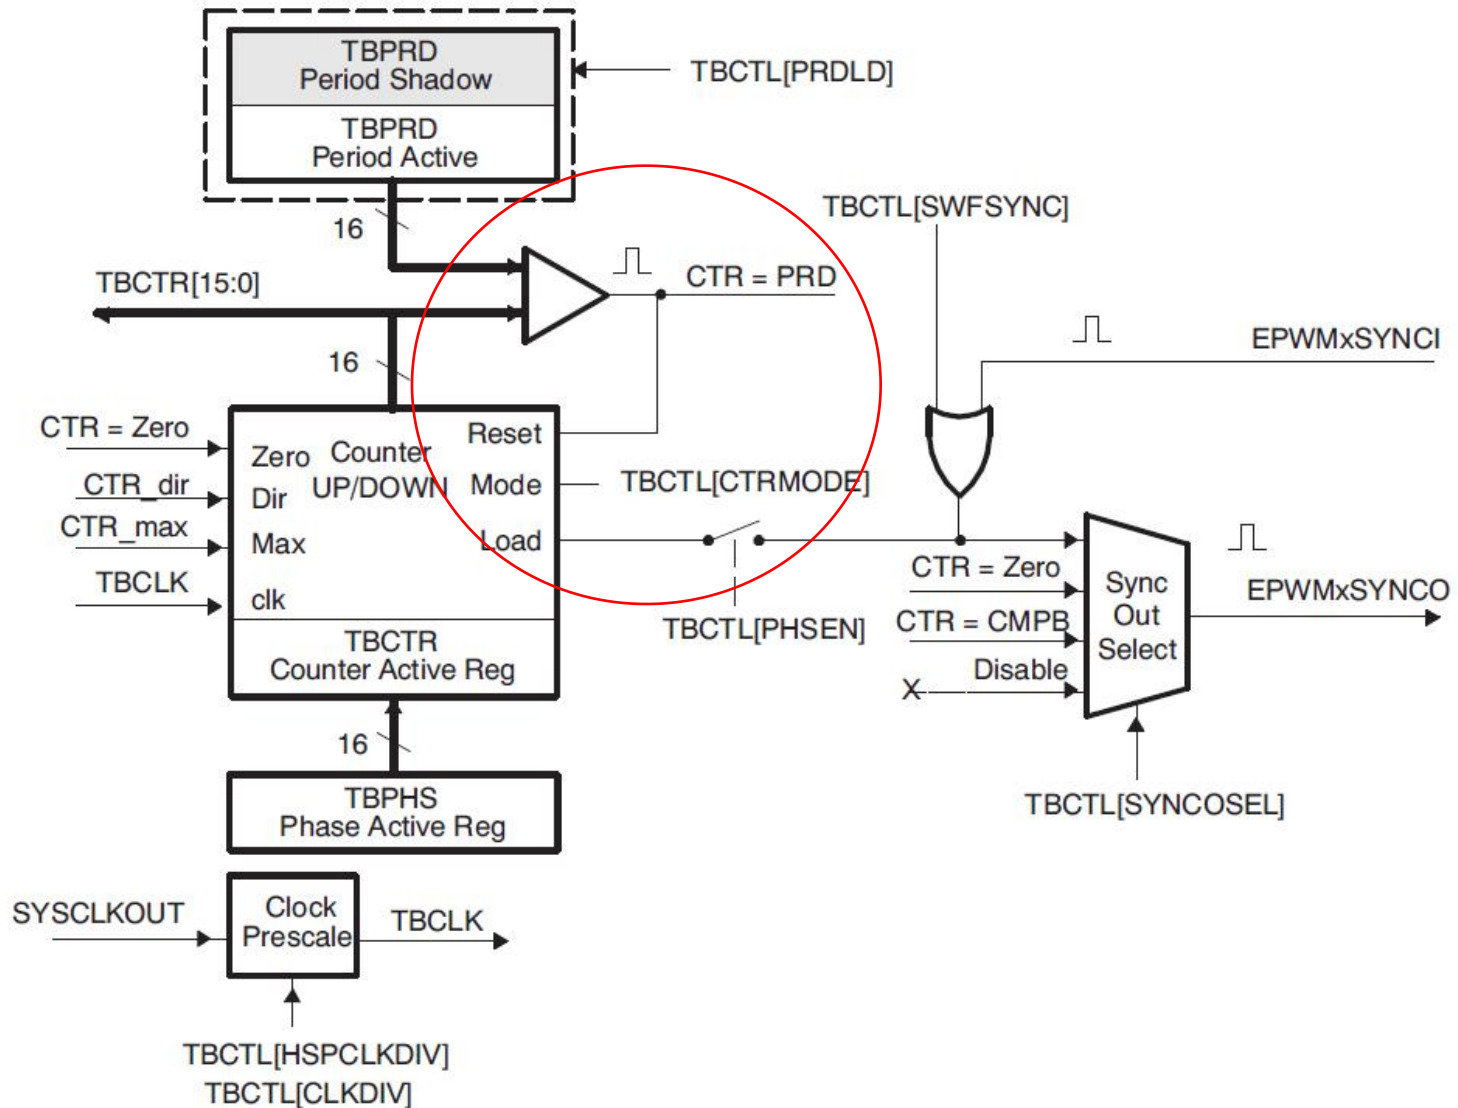 TBPRD
Period Shadow
TBCTL[PRDLD]
TBPRD
Period Active
16
TBCTL[SWFSYNC]
TBCTR[15:0]
CTR = PRD
EPWMxSYNCI
16
CTR = Zero
CTR_dir
CTR_max
TBCLK
Zero
Dir
Max
clk
Counter
UP/DOWN
Reset
Mode
Load
TBCTL[CTRMODE]
TBCTL[PHSEN]
TBCTR
Counter Active Reg
CTR = Zero
CTR = CMPB
Disable
X
Sync
Out
Select
EPWMxSYNCO
TBCTL[SYNCOSEL]
16
TBPHS
Phase Active Reg
SYSCLKOUT
Clock
Prescale
TBCLK
TBCTL[HSPCLKDIV]
TBCTL[CLKDIV]